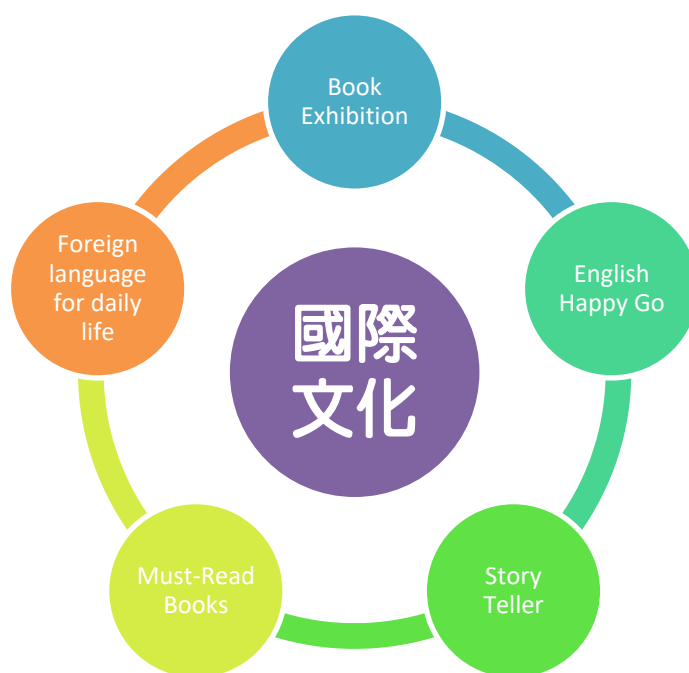 Book
Exhibition
English
Happy Go
Story
Teller
Must-Read
Books
Foreign
language
for daily
life
國際
文化